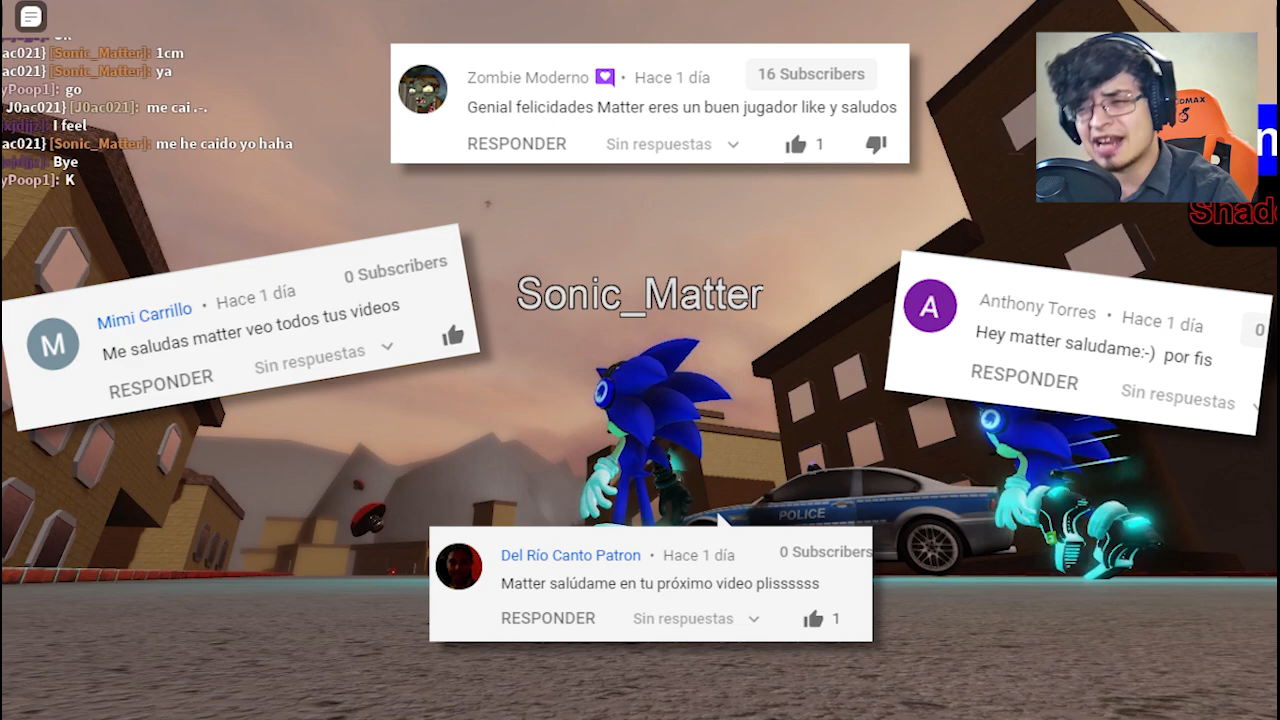 ac021} [Sonic_Matter]: 1cm
ac021} [Sonic_Matter]: ya
yPoop1]: go
J0ac021} [J0ac021]: me cai .-.
I feel
ac021} [Sonic_Matter]: me he caido yo haha
Bye
yPoop1]: K
Zombie Moderno • Hace 1 día 16 Subscribers
Genial felicidades Matter eres un buen jugador like y saludos
RESPONDER Sin respuestas 1
DMAX
n
Shad
M
Mimi Carrillo • Hace 1 día 0 Subscribers
Me saludas matter veo todos tus videos
RESPONDER Sin respuestas
Sonic_Matter
A
Anthony Torres • Hace 1 día 0
Hey matter saludame:-) por fis
RESPONDER Sin respuestas
POLICE
Del Río Canto Patron • Hace 1 día 0 Subscribers
Matter salúdame en tu próximo video plissssss
RESPONDER Sin respuestas 1